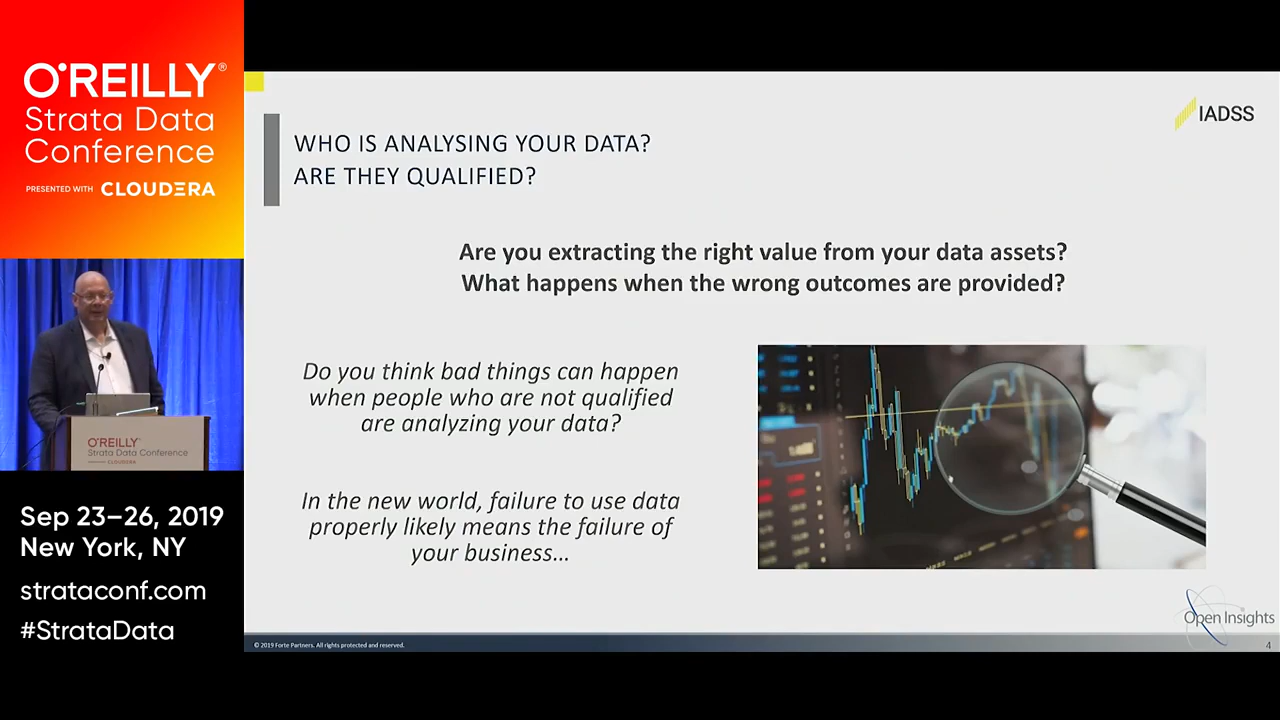 O'REILLY®
Strata Data
Conference
PRESENTED WITH CLOUDERA
O'REILLY
Strata Data Conference
CLOUDERA
Sep 23–26, 2019
New York, NY
strataconf.com
#StrataData
IADSS
WHO IS ANALYSING YOUR DATA?
ARE THEY QUALIFIED?
Are you extracting the right value from your data assets?
What happens when the wrong outcomes are provided?
Do you think bad things can happen
when people who are not qualified
are analyzing your data?
In the new world, failure to use data
properly likely means the failure of
your business…
Open Insights
© 2019 Forte Partners. All rights protected and reserved.
4